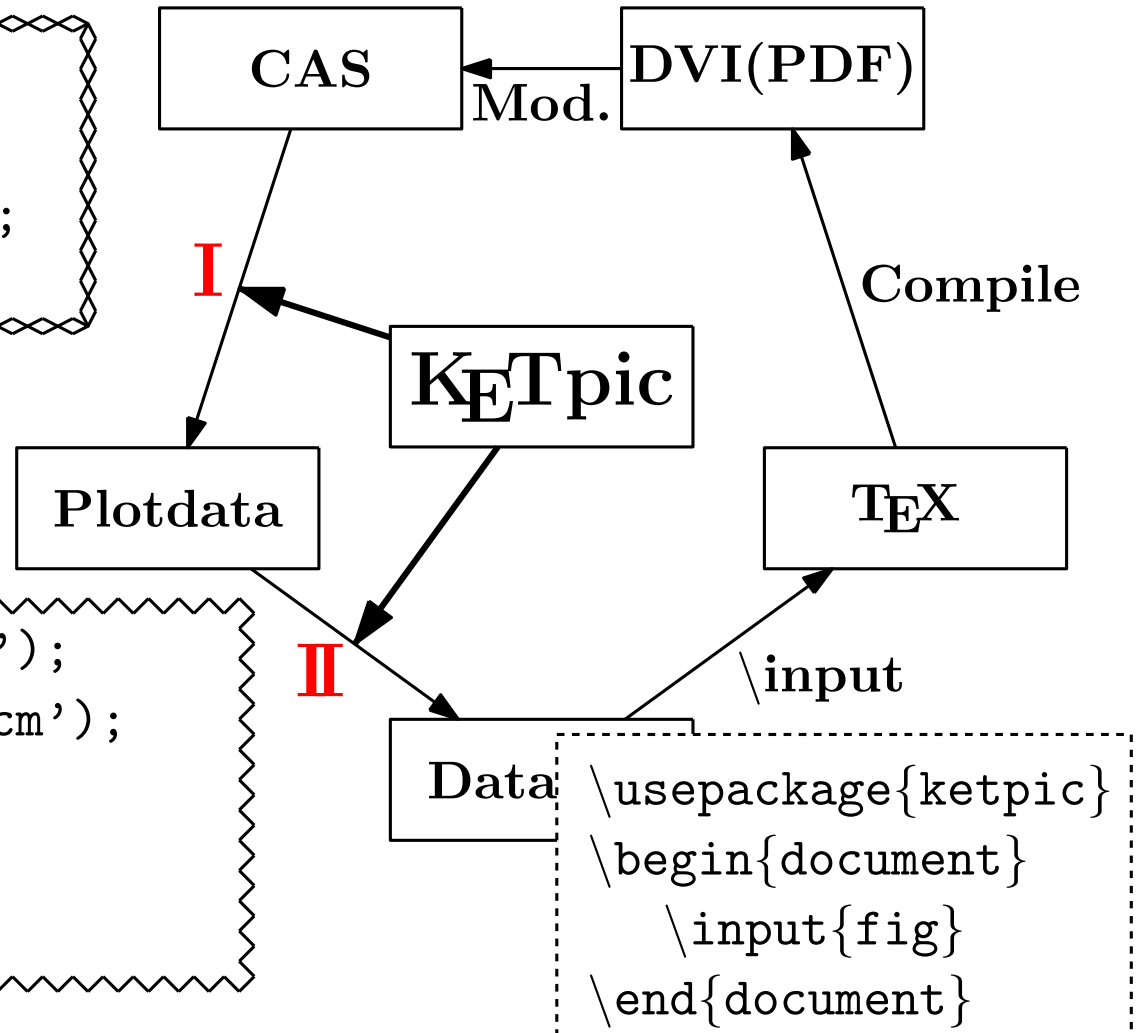 CAS
DVI(PDF)
Mod.
;
I
Compile
KETpic
Plotdata
TEX
');
II
\input
cm');
Data
\usepackage{ketpic}
\begin{document}
\input{fig}
\end{document}